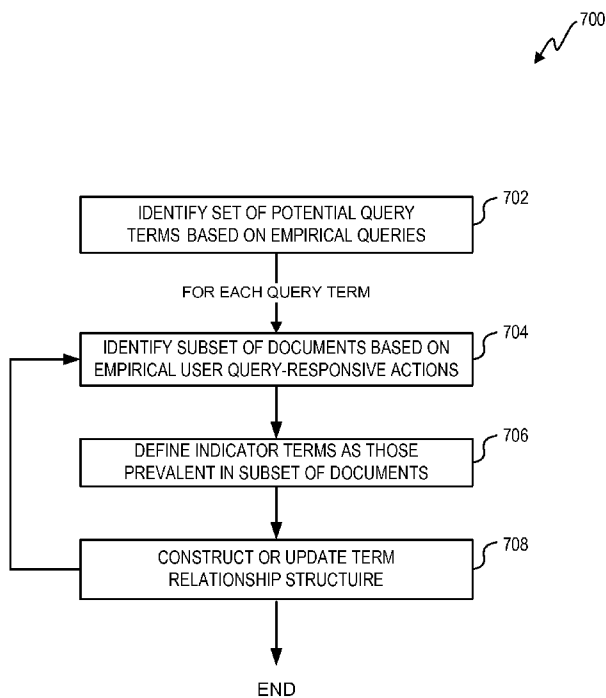 700
702
IDENTIFY SET OF POTENTIAL QUERY
TERMS BASED ON EMPIRICAL QUERIES
FOR EACH QUERY TERM
704
IDENTIFY SUBSET OF DOCUMENTS BASED ON
EMPIRICAL USER QUERY-RESPONSIVE ACTIONS
706
DEFINE INDICATOR TERMS AS THOSE
PREVALENT IN SUBSET OF DOCUMENTS
708
CONSTRUCT OR UPDATE TERM
RELATIONSHIP STRUCTUIRE
END